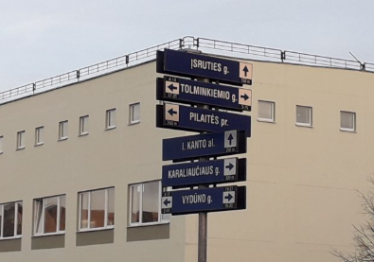 ĮSRUTIES g.
TOLMINKIEMIO g.
PILAITĖS pr.
I. KANTO al.
KARALIAUČIAUS g.
VYDŪNO g.